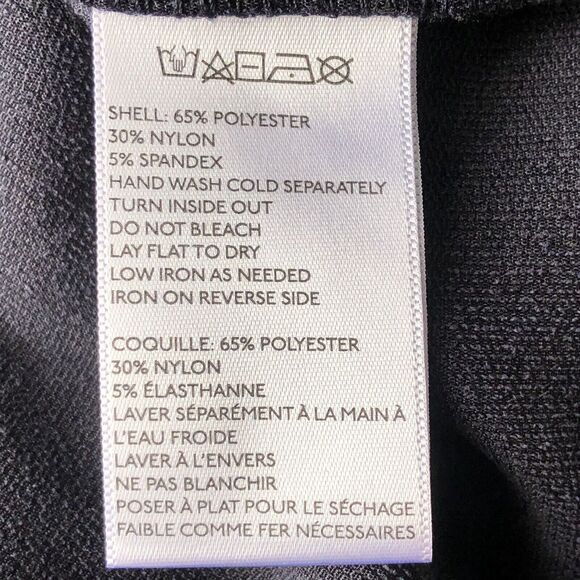 SHELL: 65% POLYESTER
30% NYLON
5% SPANDEX
HAND WASH COLD SEPARATELY
TURN INSIDE OUT
DO NOT BLEACH
LAY FLAT TO DRY
LOW IRON AS NEEDED
IRON ON REVERSE SIDE
COQUILLE: 65% POLYESTER
30% NYLON
5% ÉLASTHANNE
LAVER SÉPARÉMENT À LA MAIN À
L'EAU FROIDE
LAVER À L'ENVERS
NE PAS BLANCHIR
POSER À PLAT POUR LE SÉCHAGE
FAIBLE COMME FER NÉCESSAIRES